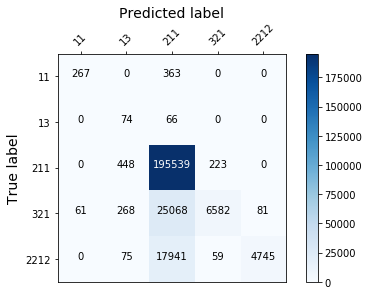 Predicted label
11 13 211 321 2212
11 267 0 363 0 0
13 0 74 66 0 0
211 0 448 195539 223 0
321 61 268 25068 6582 81
2212 0 75 17941 59 4745
True label
175000
150000
125000
100000
75000
50000
25000
0